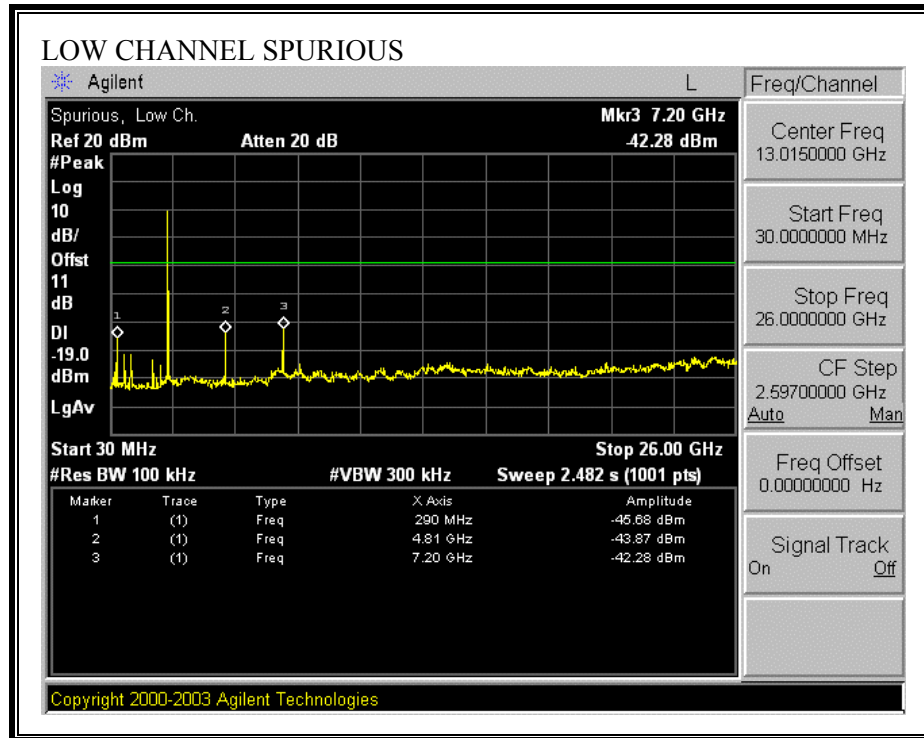 LOW CHANNEL SPURIOUS
Agilent L Freq/Channel
Spurious, Low Ch. Mkr3 7.20 GHz
Ref 20 dBm Atten 20 dB -42.28 dBm
#Peak
Log
10
dB/
Offst
11
dB
DI
-19.0
dBm
LgAv
1
2
3
Start 30 MHz Stop 26.00 GHz
#Res BW 100 kHz #VBW 300 kHz Sweep 2.482 s (1001 pts)
Marker Trace Type X Axis Amplitude
1 (1) Freq 290 MHz -45.68 dBm
2 (1) Freq 4.81 GHz -43.87 dBm
3 (1) Freq 7.20 GHz -42.28 dBm
Center Freq
13.0150000 GHz
Start Freq
30.0000000 MHz
Stop Freq
26.0000000 GHz
CF Step
2.59700000 GHz
Auto Man
Freq Offset
0.00000000 Hz
Signal Track
On Off
Copyright 2000-2003 Agilent Technologies